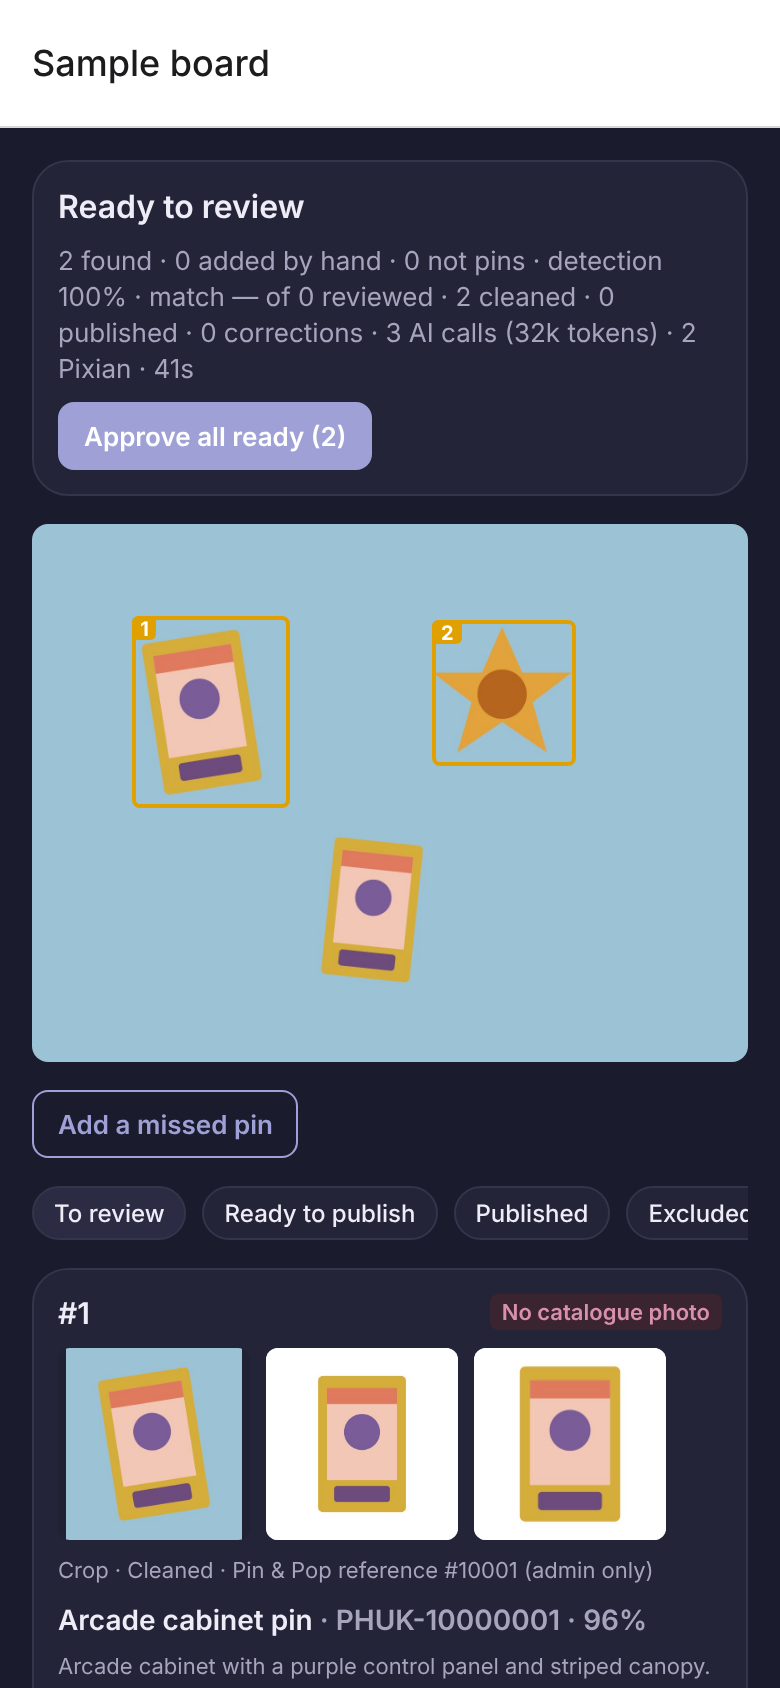 Sample board
Ready to review
2 found · 0 added by hand · 0 not pins · detection
100% · match — of 0 reviewed · 2 cleaned · 0
published · 0 corrections · 3 AI calls (32k tokens) · 2
Pixian · 41s
Approve all ready (2)
1
2
Add a missed pin
To review
Ready to publish
Published
Excluded
#1
No catalogue photo
Crop · Cleaned · Pin & Pop reference #10001 (admin only)
Arcade cabinet pin · PHUK-10000001 · 96%
Arcade cabinet with a purple control panel and striped canopy.